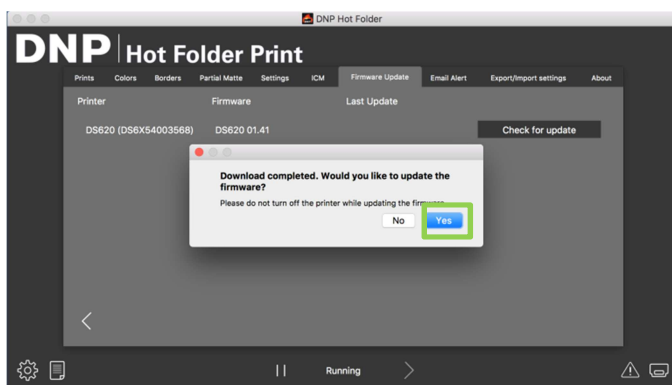 DNP Hot Folder
DNP Hot Folder Print
Prints Colors Borders Partial Matte Settings ICM Firmware Update Email Alert Export/Import settings About
Printer Firmware Last Update
DS620 (DS6X54003568) DS620 01.41 Check for update
Download completed. Would you like to update the
firmware?
Please do not turn off the printer while updating the firmware.
No Yes
Running